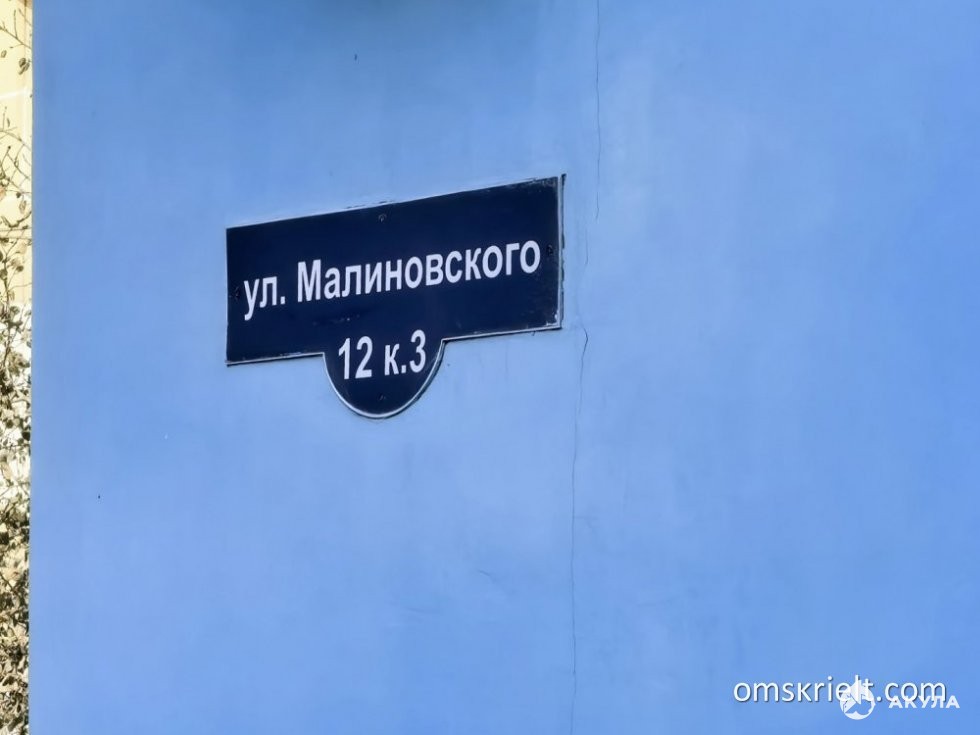 ул. Малиновского
12 к.3
omskrielt.com
АКУЛА